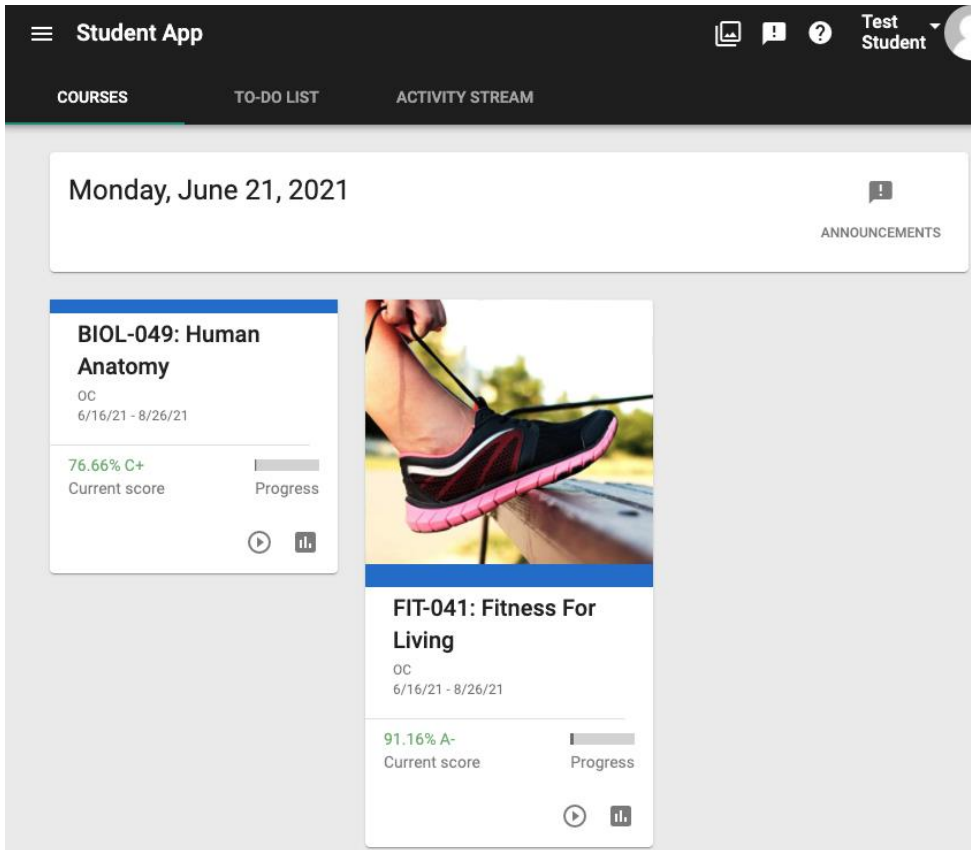 Student App
Test
Student
COURSES
TO-DO LIST
ACTIVITY STREAM
Monday, June 21, 2021
ANNOUNCEMENTS
BIOL-049: Human
Anatomy
OC
6/16/21 - 8/26/21
76.66% C+
Current score
Progress
FIT-041: Fitness For
Living
OC
6/16/21 - 8/26/21
91.16% A-
Current score
Progress